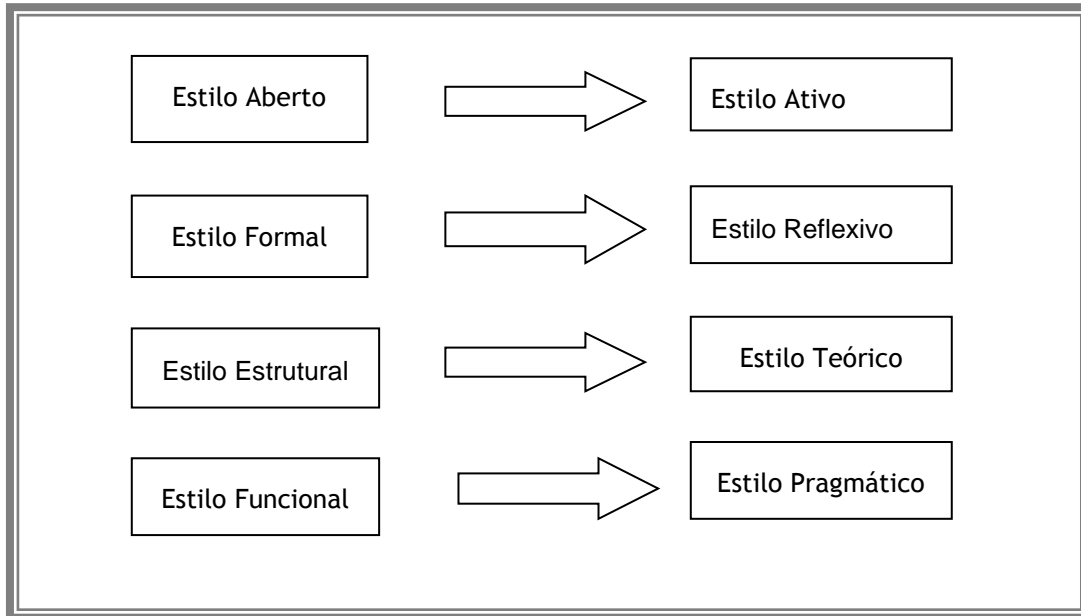 Estilo Aberto
Estilo Ativo
Estilo Formal
Estilo Reflexivo
Estilo Estrutural
Estilo Teórico
Estilo Funcional
Estilo Pragmático